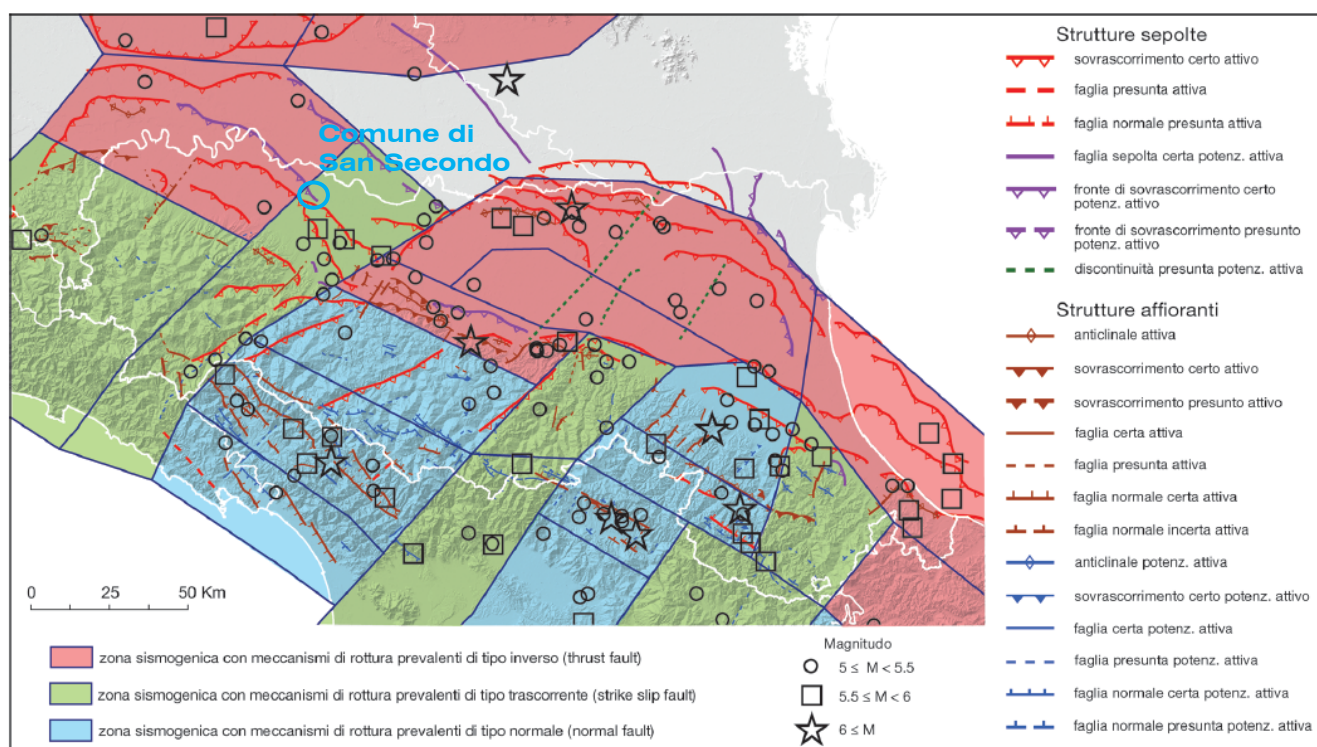 Comune di
San Secondo
0 25 50 Km
zona sismogenica con meccanismi di rottura prevalenti di tipo inverso (thrust fault)
zona sismogenica con meccanismi di rottura prevalenti di tipo trascorrente (strike slip fault)
zona sismogenica con meccanismi di rottura prevalenti di tipo normale (normal fault)
Magnitudo
5 ≤ M < 5.5
5.5 ≤ M < 6
6 ≤ M
Strutture sepolte
sovrascorrimento certo attivo
faglia presunta attiva
faglia normale presunta attiva
faglia sepolta certa potenz. attiva
fronte di sovrascorrimento certo
potenz. attivo
fronte di sovrascorrimento presunto
potenz. attivo
discontinuità presunta potenz. attiva
Strutture affioranti
anticlinale attiva
sovrascorrimento certo attivo
sovrascorrimento presunto attivo
faglia certa attiva
faglia presunta attiva
faglia normale certa attiva
faglia normale incerta attiva
anticlinale potenz. attiva
sovrascorrimento certo potenz. attivo
faglia certa potenz. attiva
faglia presunta potenz. attiva
faglia normale certa potenz. attiva
faglia normale presunta potenz. attiva